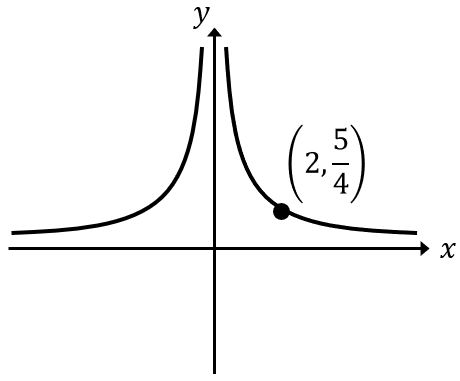 y
(2, 5/4)
x